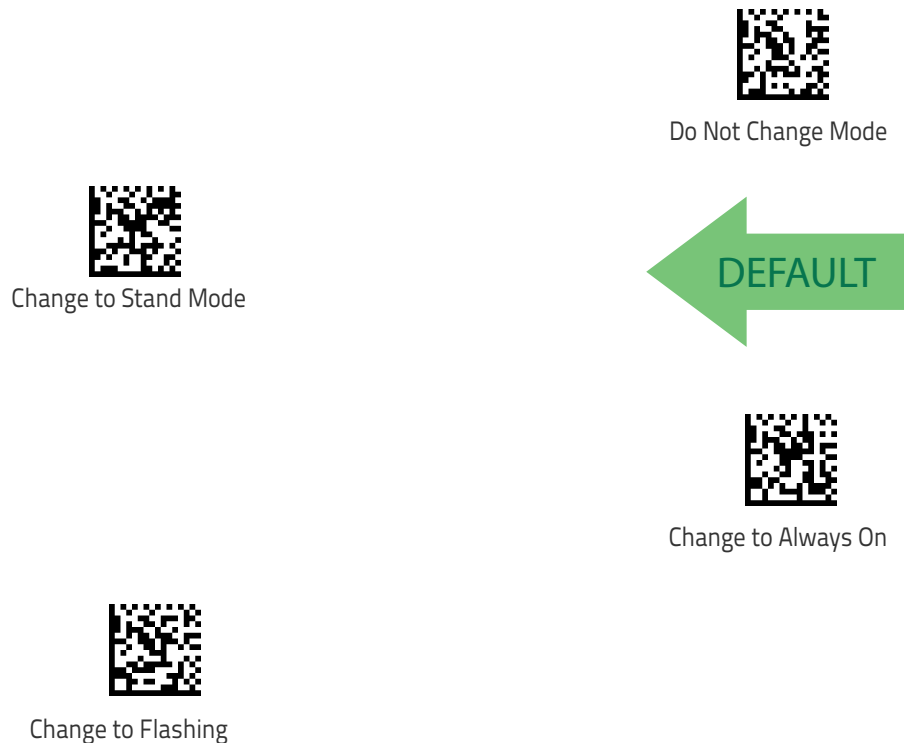 Do Not Change Mode
Change to Stand Mode
DEFAULT
Change to Always On
Change to Flashing